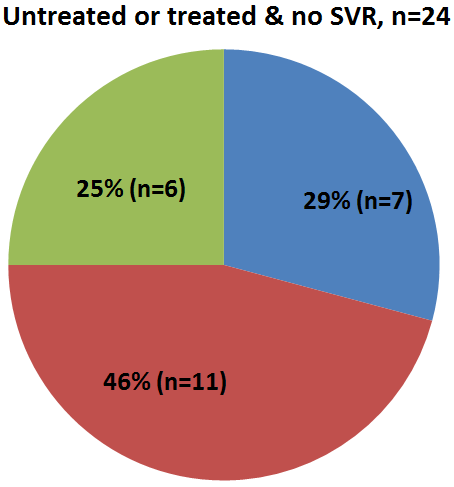 Untreated or treated & no SVR, n=24
25% (n=6)
29% (n=7)
46% (n=11)